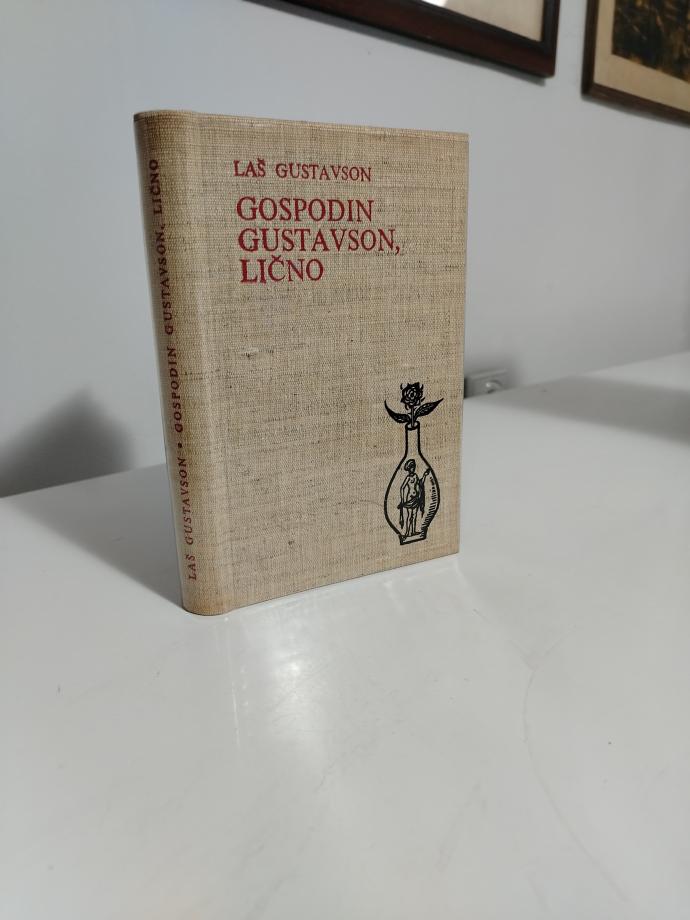 LAŠ GUSTAVSON
GOSPODIN
GUSTAVSON,
LIČNO
LAŠ GUSTAVSON • GOSPODIN GUSTAVSON, LIČNO